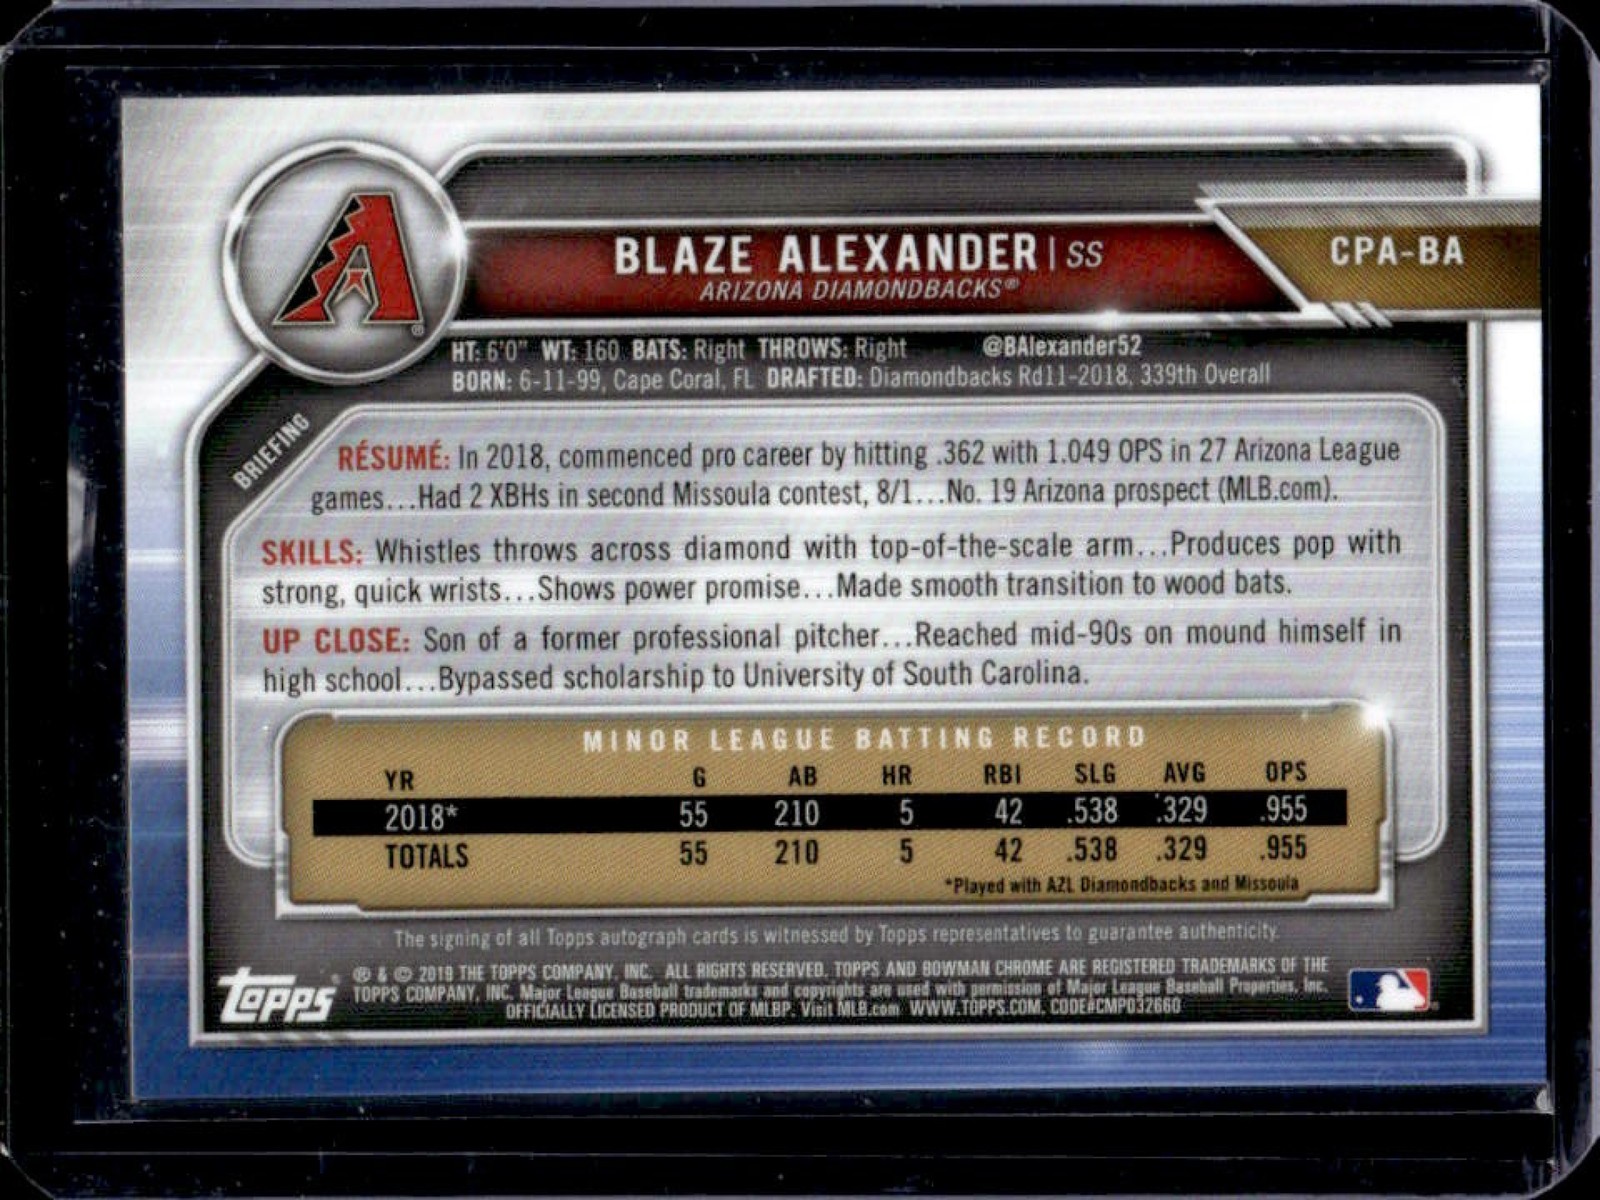 BLAZE ALEXANDER | SS
CPA-BA
ARIZONA DIAMONDBACKS®
HT: 6'0" WT: 160 BATS: Right THROWS: Right @BAlexander52
BORN: 6-11-99, Cape Coral, FL DRAFTED: Diamondbacks Rd11-2018, 339th Overall
BRIEFING
RÉSUMÉ: In 2018, commenced pro career by hitting .362 with 1.049 OPS in 27 Arizona League
games...Had 2 XBHs in second Missoula contest, 8/1...No. 19 Arizona prospect (MLB.com).
SKILLS: Whistles throws across diamond with top-of-the-scale arm...Produces pop with
strong, quick wrists...Shows power promise...Made smooth transition to wood bats.
UP CLOSE: Son of a former professional pitcher...Reached mid-90s on mound himself in
high school...Bypassed scholarship to University of South Carolina.
MINOR LEAGUE BATTING RECORD
YR G AB HR RBI SLG AVG OPS
2018* 55 210 5 42 .538 .329 .955
TOTALS 55 210 5 42 .538 .329 .955
*Played with AZL Diamondbacks and Missoula
The signing of all Topps autograph cards is witnessed by Topps representatives to guarantee authenticity.
topps
® & © 2019 THE TOPPS COMPANY, INC. ALL RIGHTS RESERVED. TOPPS AND BOWMAN CHROME ARE REGISTERED TRADEMARKS OF THE
TOPPS COMPANY, INC. Major League Baseball trademarks and copyrights are used with permission of Major League Baseball Properties, Inc.
OFFICIALLY LICENSED PRODUCT OF MLBP. Visit MLB.com WWW.TOPPS.COM. CODE#CMP032660